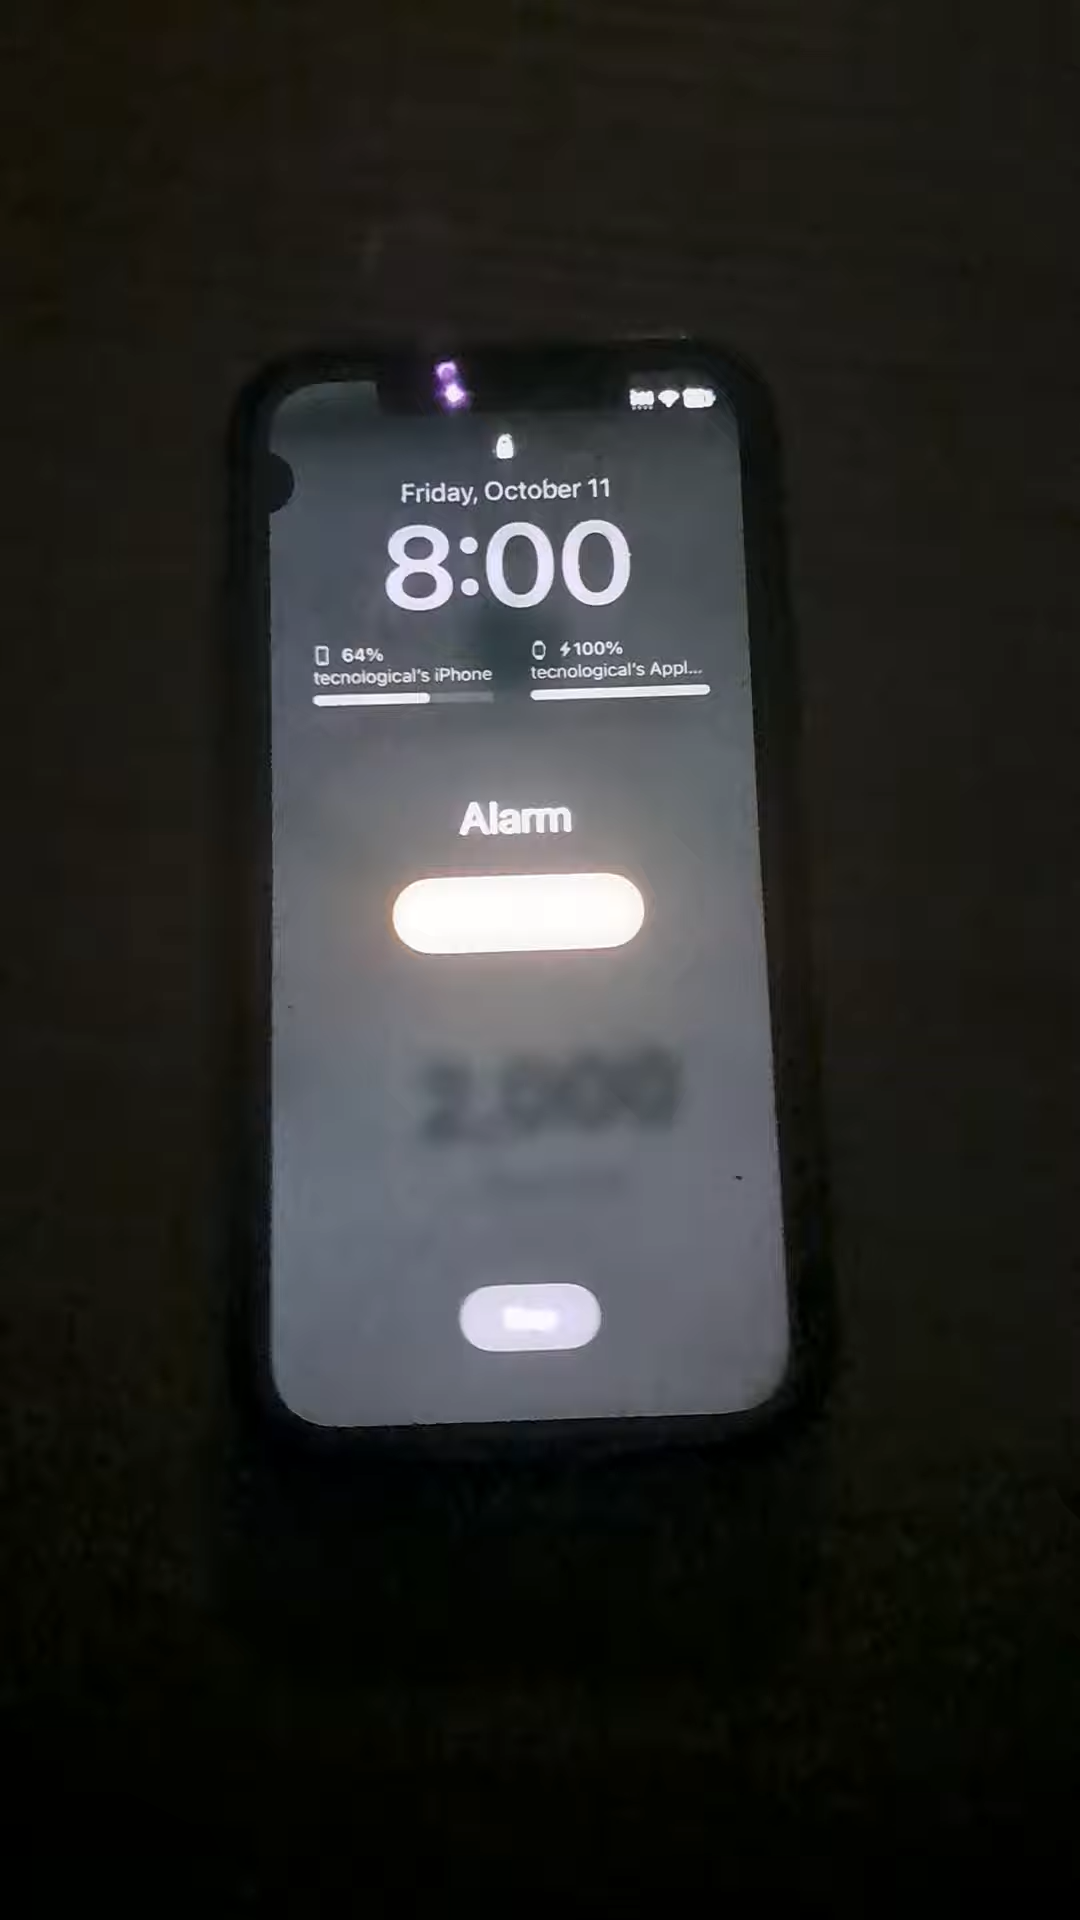 Friday, October 11
8:00
64%
tecnological's iPhone
100%
tecnological's Appl...
Alarm